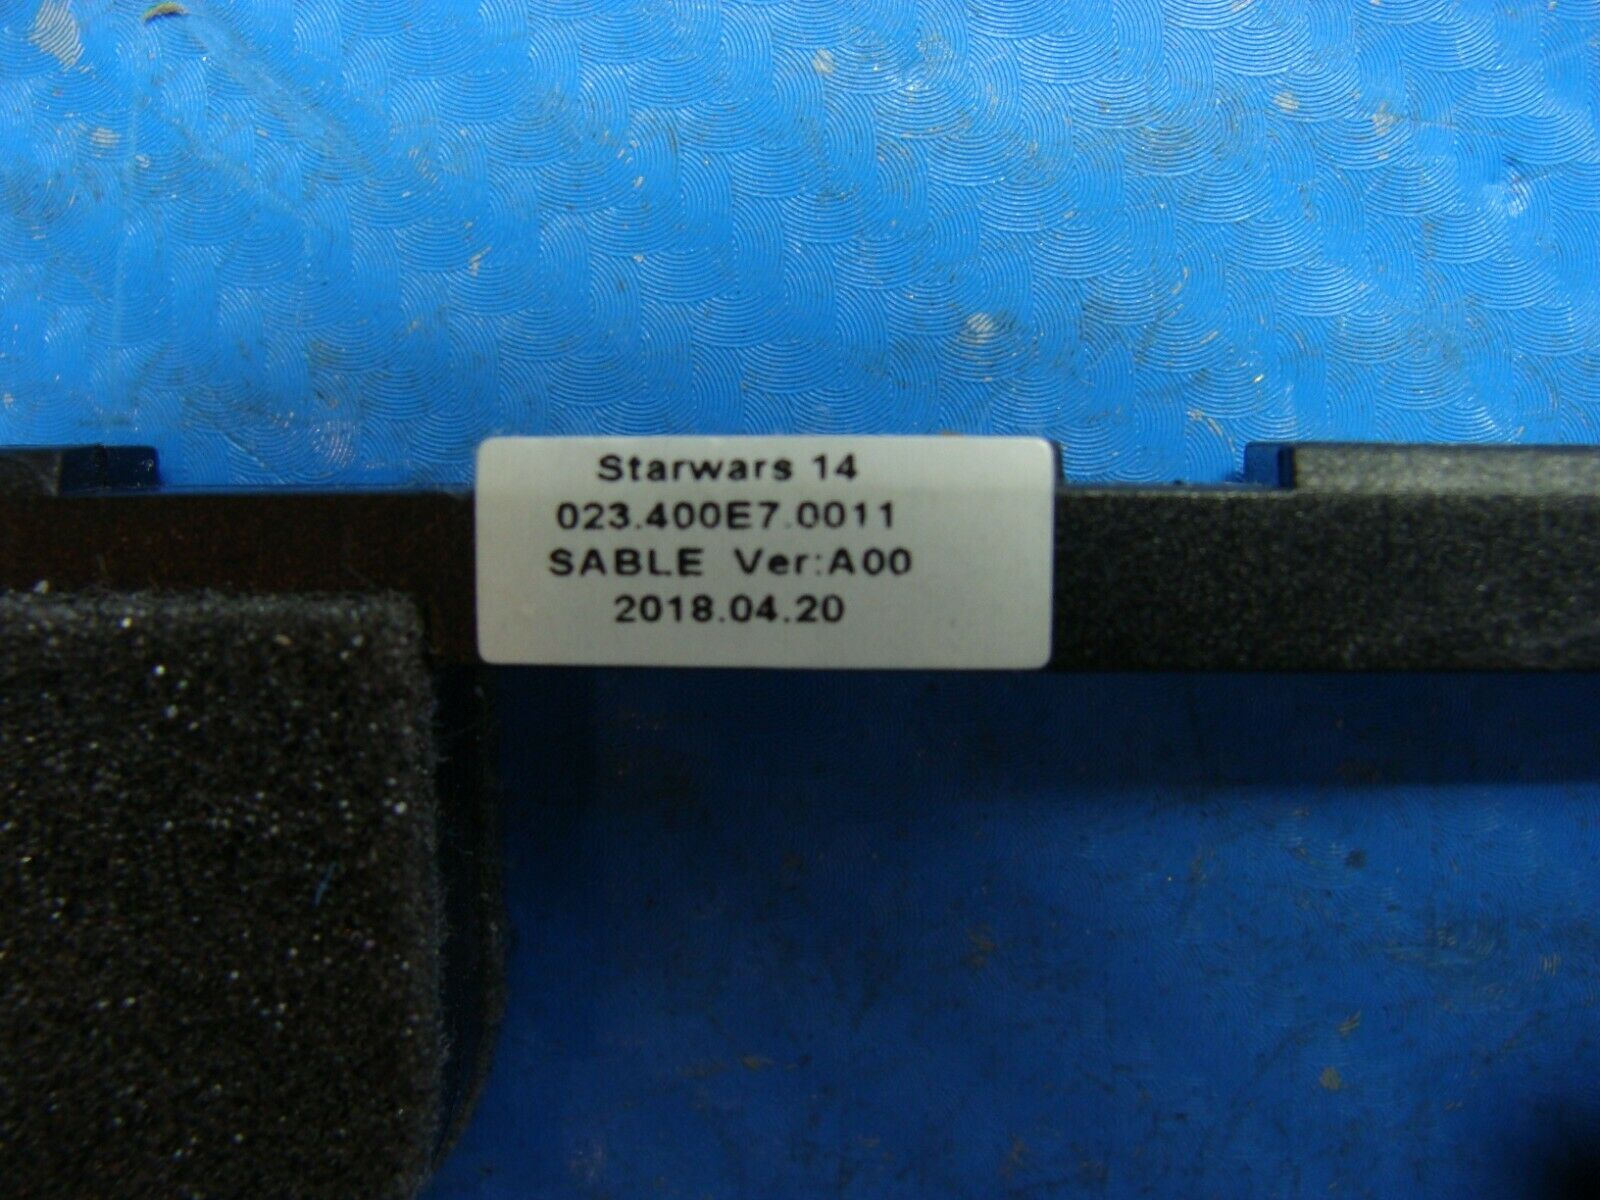 Starwars 14
023.400E7.0011
SABLE Ver:A00
2018.04.20